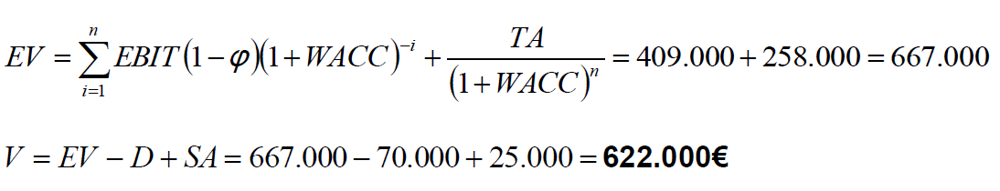 EV = ∑_{i=1}^{n} EBIT(1−φ)(1+WACC)^{−i} + TA/(1+WACC)^{n} = 409.000 + 258.000 = 667.000
V = EV − D + SA = 667.000 − 70.000 + 25.000 = 622.000€